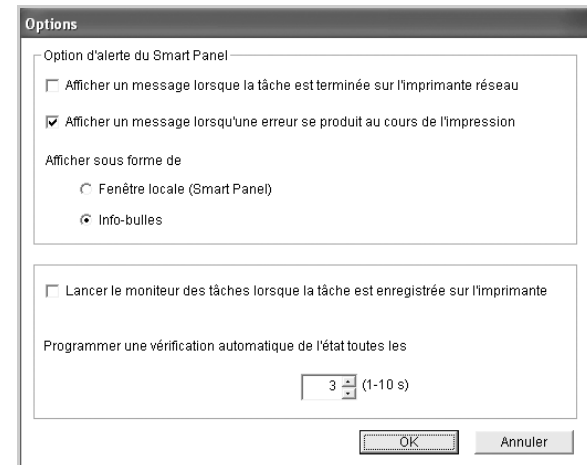 Options
Option d'alerte du Smart Panel
Afficher un message lorsque la tâche est terminée sur l'imprimante réseau
Afficher un message lorsqu'une erreur se produit au cours de l'impression
Afficher sous forme de
Fenêtre locale (Smart Panel)
Info-bulles
Lancer le moniteur des tâches lorsque la tâche est enregistrée sur l'imprimante
Programmer une vérification automatique de l'état toutes les
3 (1-10 s)
OK Annuler